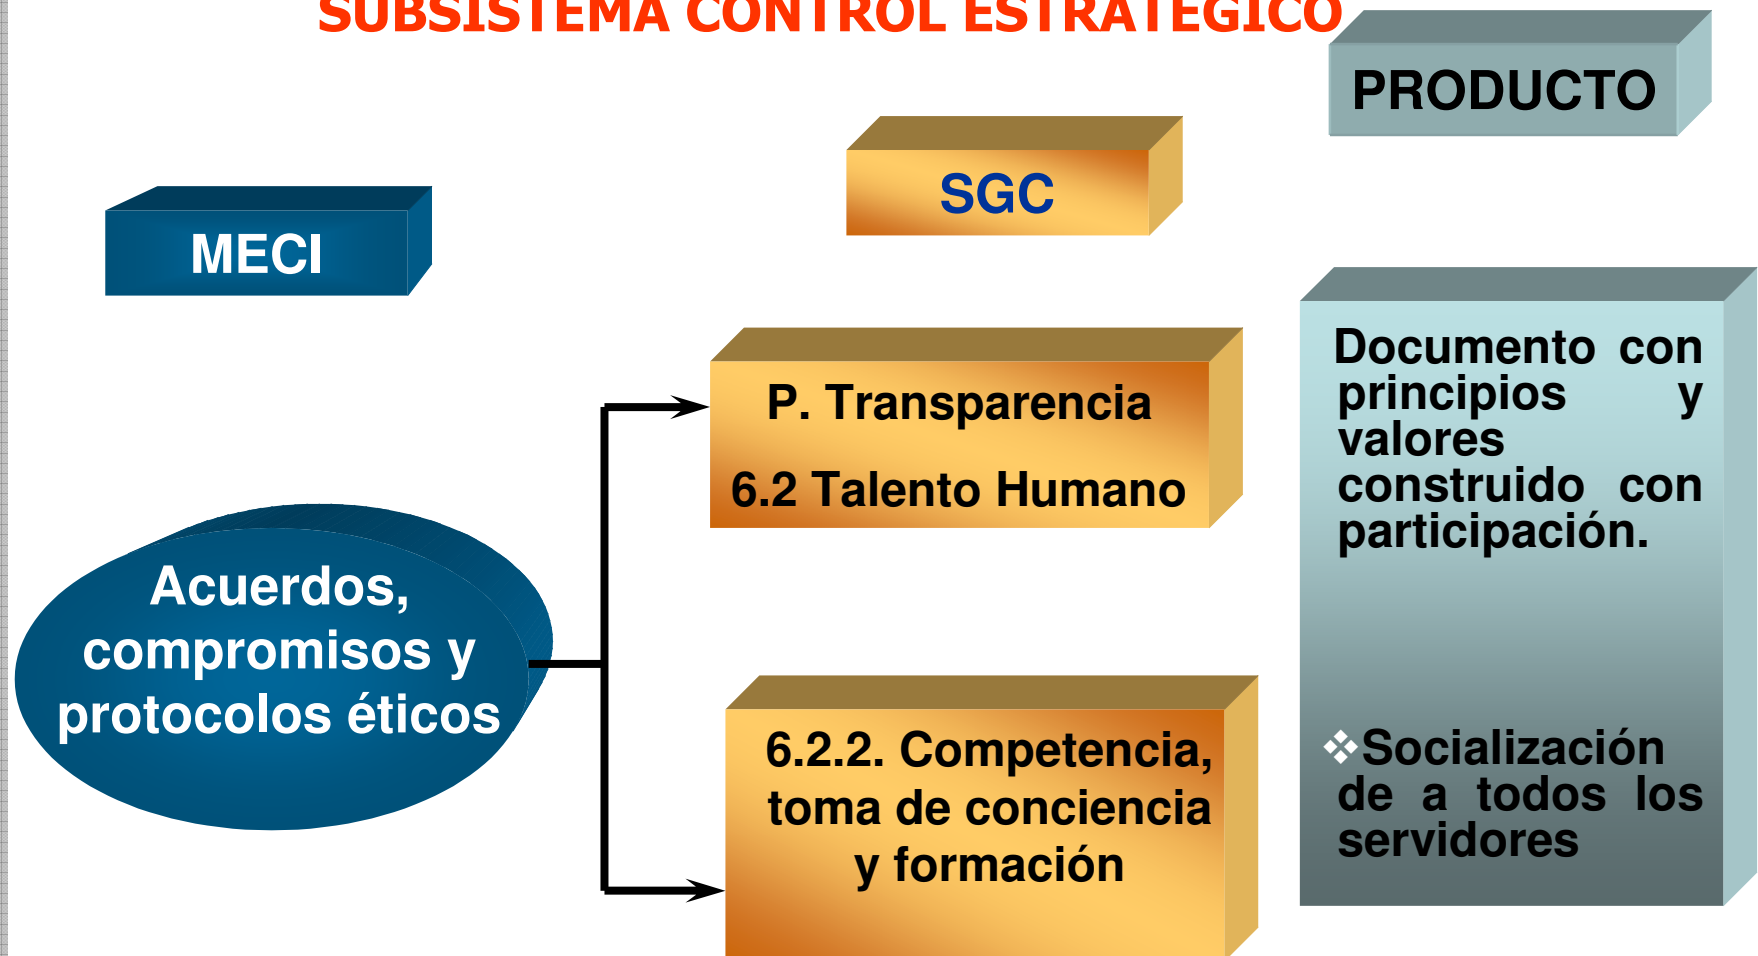 SUBSISTEMA CONTROL ESTRATEGICO
PRODUCTO
SGC
MECI
P. Transparencia
6.2 Talento Humano
Acuerdos,
compromisos y
protocolos éticos
6.2.2. Competencia,
toma de conciencia
y formación
Documento con
principios y
valores
construido con
participación.
❖Socialización
de a todos los
servidores